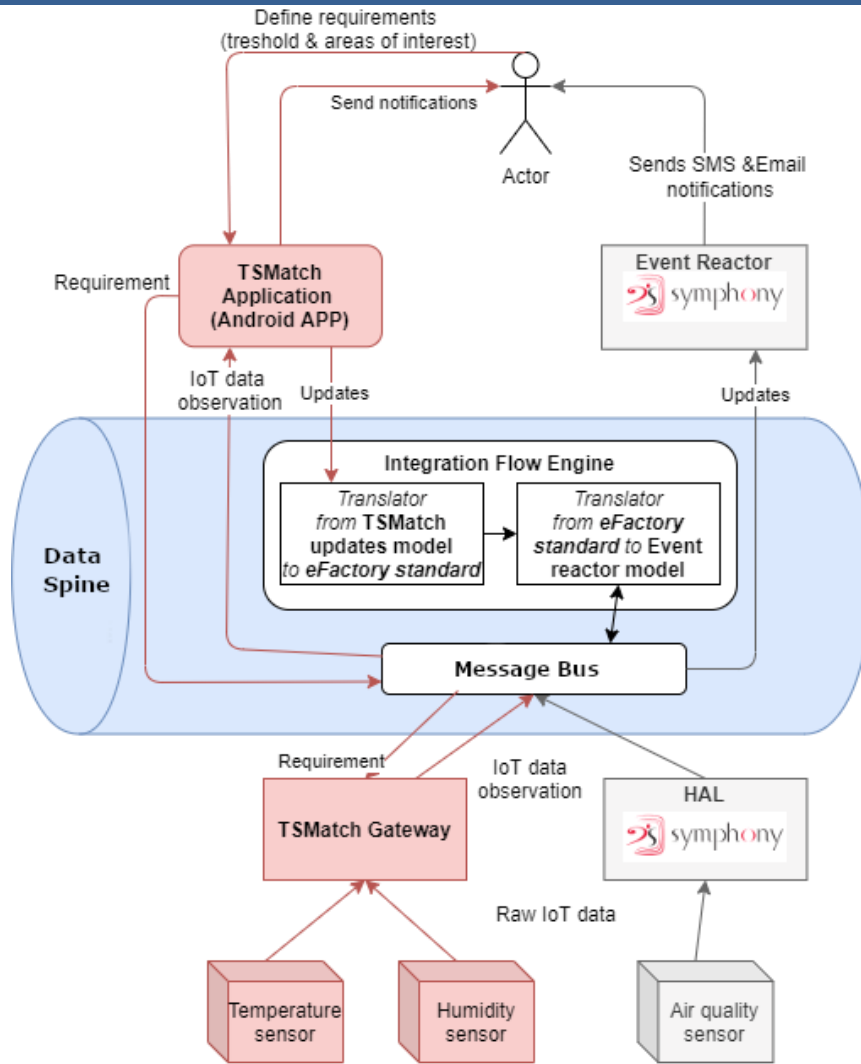 Define requirements
(treshold & areas of interest)
Send notifications
Actor
Sends SMS &Email
notifications
Requirement
TSMatch
Application
(Android APP)
Event Reactor
symphony
IoT data
observation
Updates
Updates
Integration Flow Engine
Translator
from TSMatch
updates model
to eFactory standard
Translator
from eFactory
standard to Event
reactor model
Data
Spine
Message Bus
Requirement
IoT data
observation
TSMatch Gateway
HAL
symphony
Raw IoT data
Temperature
sensor
Humidity
sensor
Air quality
sensor